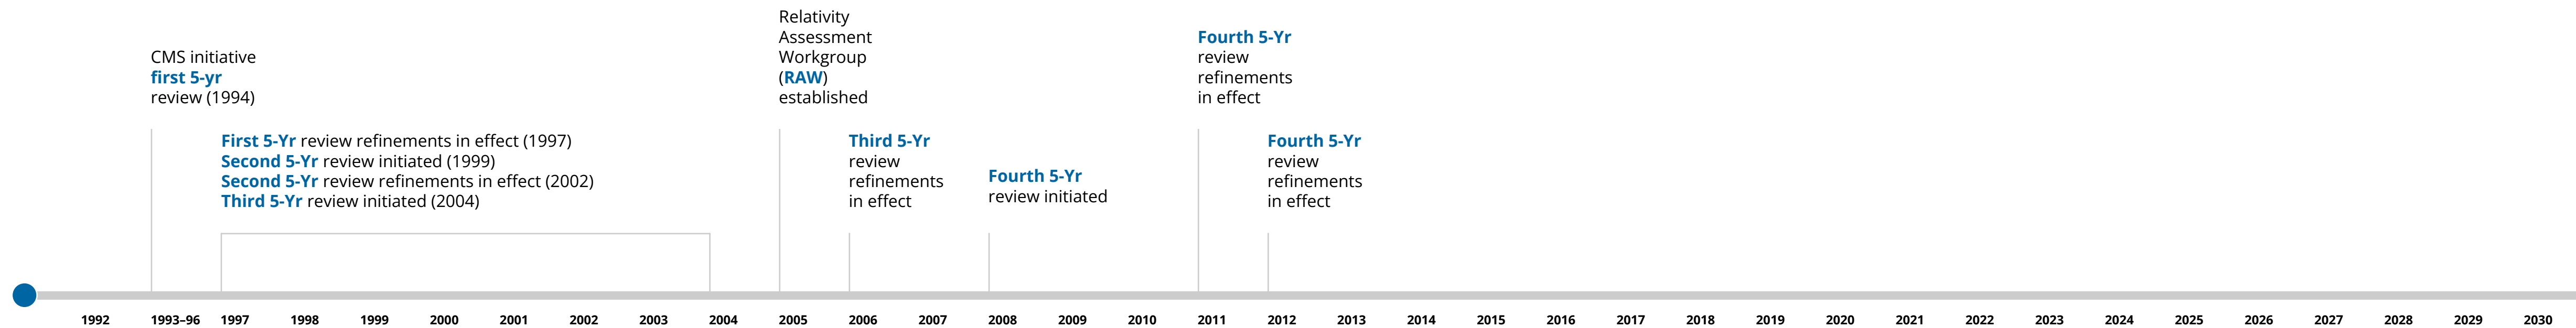 CMS initiative
first 5-yr
review (1994)
First 5-Yr review refinements in effect (1997)
Second 5-Yr review initiated (1999)
Second 5-Yr review refinements in effect (2002)
Third 5-Yr review initiated (2004)
Relativity
Assessment
Workgroup
(RAW)
established
Third 5-Yr
review
refinements
in effect
Fourth 5-Yr
review initiated
Fourth 5-Yr
review
refinements
in effect
Fourth 5-Yr
review
refinements
in effect
1992 1993–96 1997 1998 1999 2000 2001 2002 2003 2004 2005 2006 2007 2008 2009 2010 2011 2012 2013 2014 2015 2016 2017 2018 2019 2020 2021 2022 2023 2024 2025 2026 2027 2028 2029 2030